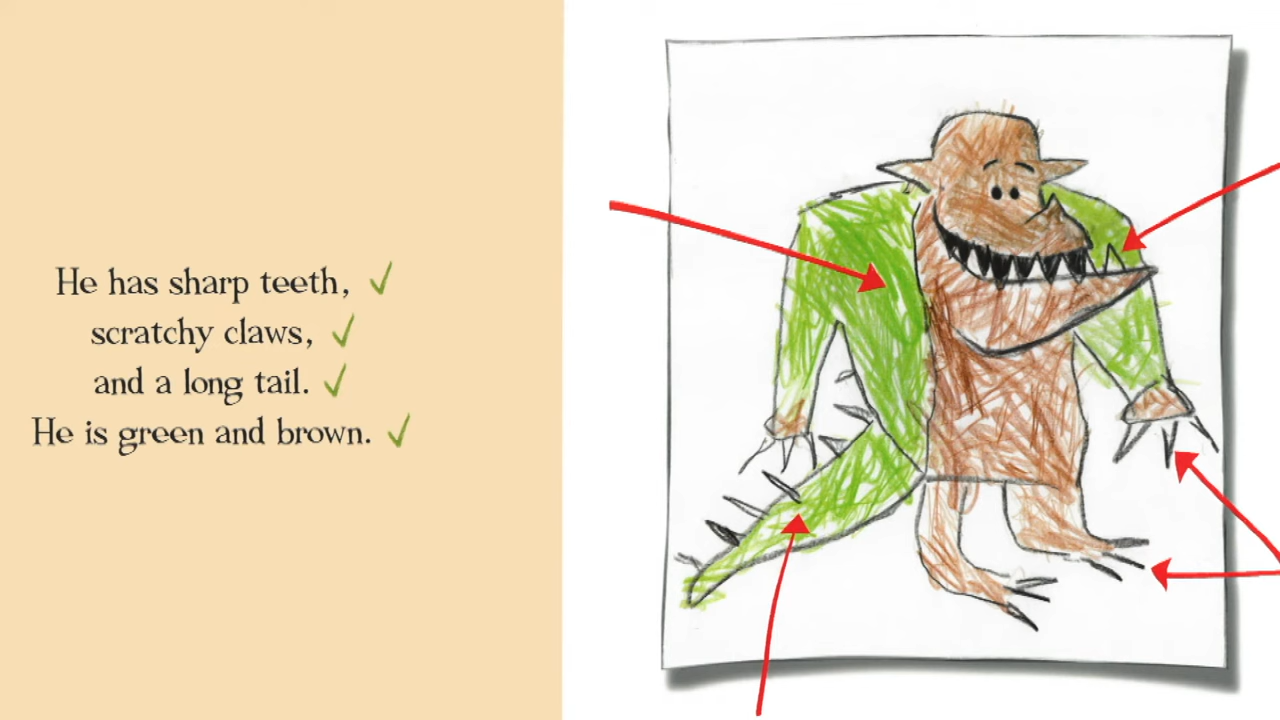 He has sharp teeth, ✓
scratchy claws, ✓
and a long tail. ✓
He is green and brown. ✓